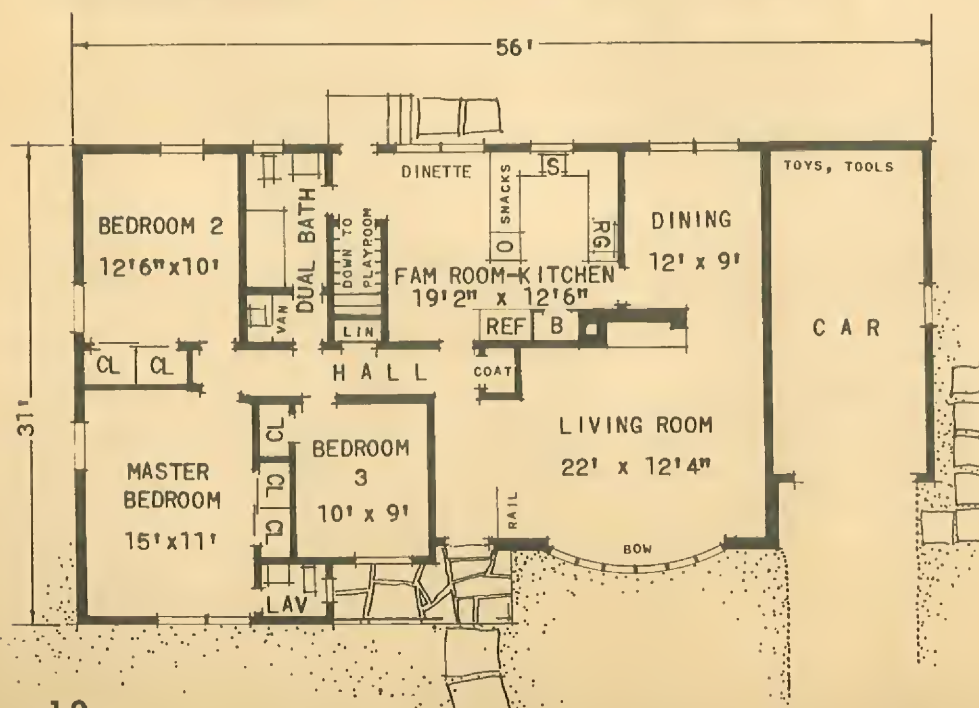 56'
31'
BEDROOM 2
12'6" x10'
DUAL BATH
VAN
DOWN TO
PLAYROOM
LIN
DINETTE
SNACKS
O
S
RG
FAM ROOM-KITCHEN
19'2" x 12'6"
REF
B
DINING
12' x 9'
TOYS, TOOLS
CAR
CL
CL
HALL
COAT
MASTER
BEDROOM
15'x11'
CL
CL
CL
BEDROOM
3
10' x 9'
LIVING ROOM
22' x 12'4"
RAIL
BOW
LAV